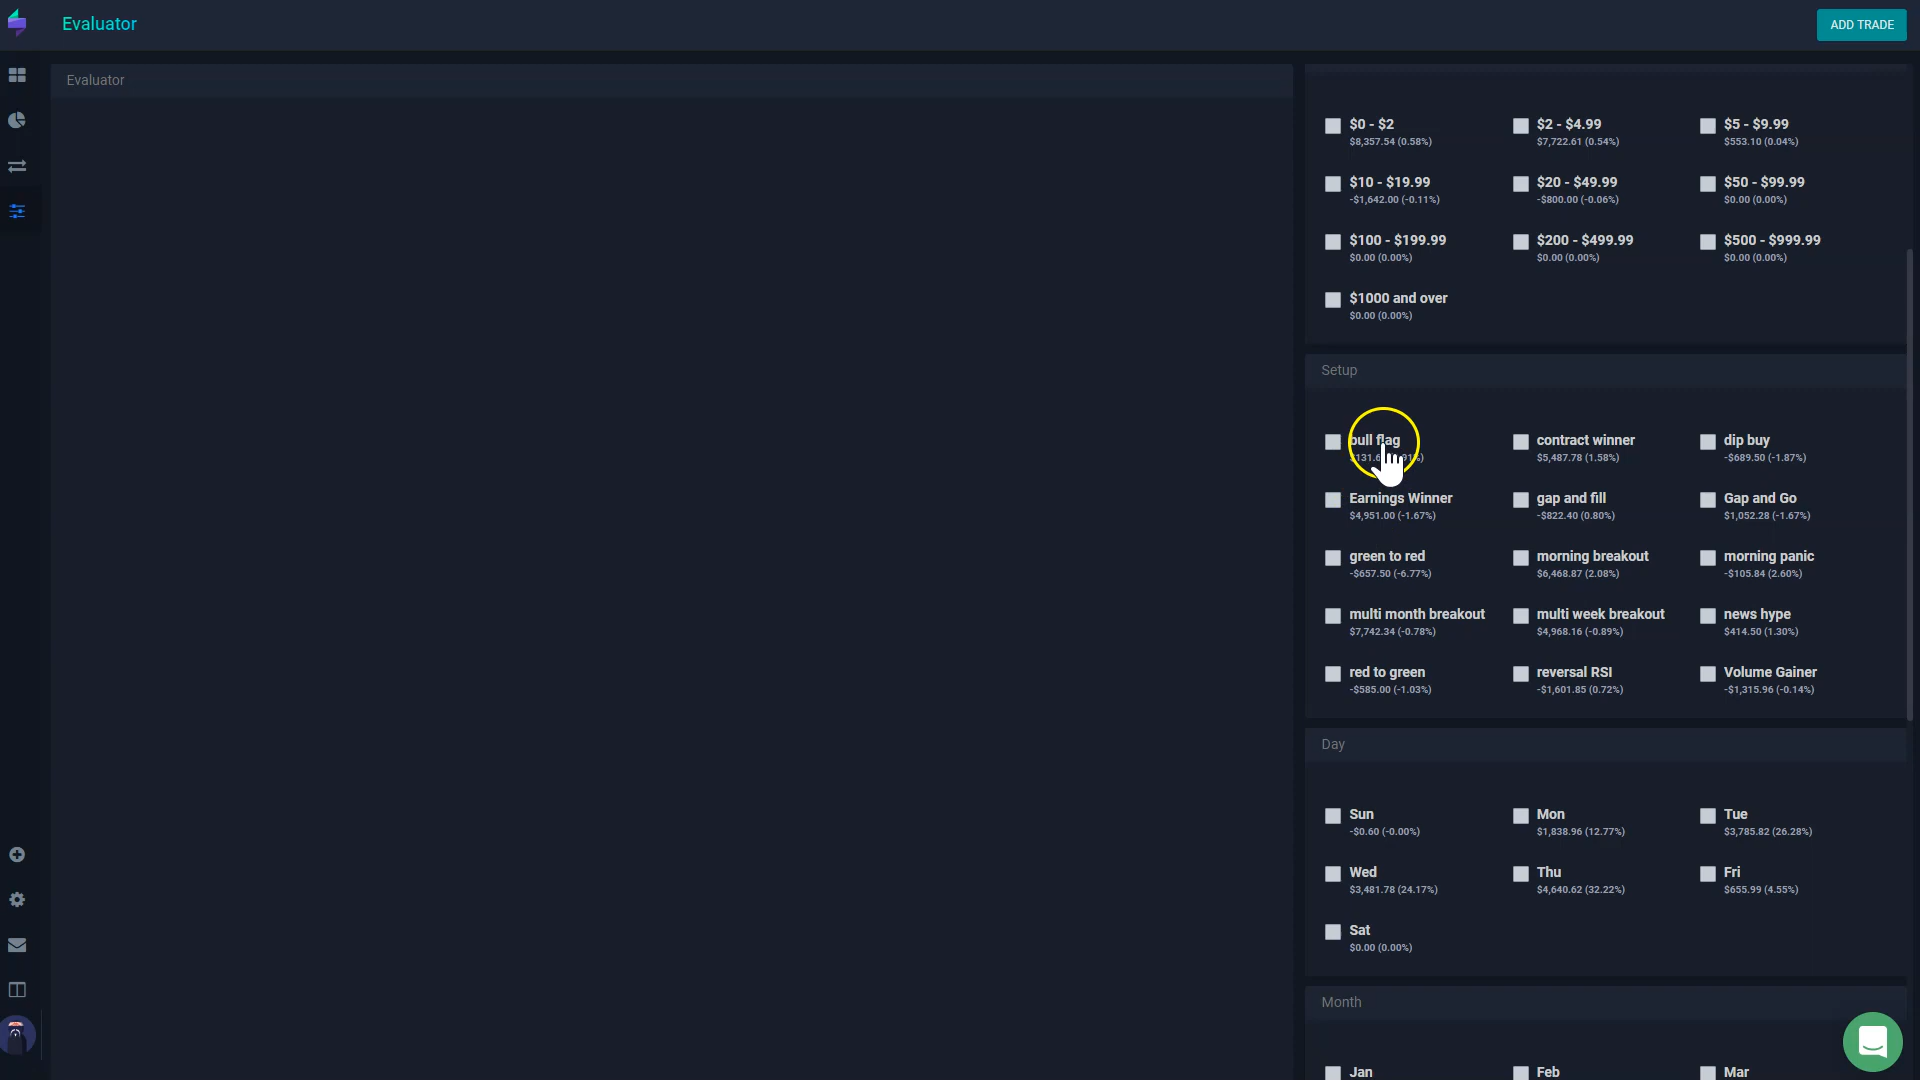 Evaluator
ADD TRADE
Evaluator
$0 - $2
$8,357.54 (0.58%)
$2 - $4.99
$7,722.61 (0.54%)
$5 - $9.99
$553.10 (0.04%)
$10 - $19.99
-$1,642.00 (-0.11%)
$20 - $49.99
-$800.00 (-0.06%)
$50 - $99.99
$0.00 (0.00%)
$100 - $199.99
$0.00 (0.00%)
$200 - $499.99
$0.00 (0.00%)
$500 - $999.99
$0.00 (0.00%)
$1000 and over
$0.00 (0.00%)
Setup
bull flag
contract winner
$5,487.78 (1.58%)
dip buy
-$689.50 (-1.87%)
Earnings Winner
$4,951.00 (-1.67%)
gap and fill
-$822.40 (0.80%)
Gap and Go
$1,052.28 (-1.67%)
green to red
-$657.50 (-6.77%)
morning breakout
$6,468.87 (2.08%)
morning panic
-$105.84 (2.60%)
multi month breakout
$7,742.34 (-0.78%)
multi week breakout
$4,968.16 (-0.89%)
news hype
$414.50 (1.30%)
red to green
-$585.00 (-1.03%)
reversal RSI
-$1,601.85 (0.72%)
Volume Gainer
-$1,315.96 (-0.14%)
Day
Sun
-$0.60 (-0.00%)
Mon
$1,838.96 (12.77%)
Tue
$3,785.82 (26.28%)
Wed
$3,481.78 (24.17%)
Thu
$4,640.62 (32.22%)
Fri
$655.99 (4.55%)
Sat
$0.00 (0.00%)
Month
Jan
Feb
Mar